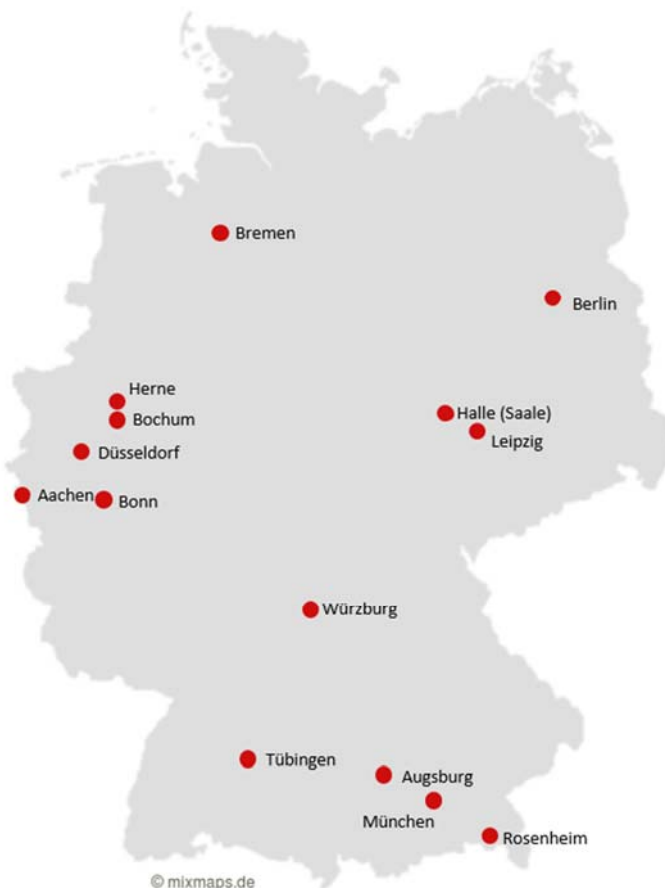 Bremen
Berlin
Herne
Halle (Saale)
Bochum
Leipzig
Düsseldorf
Aachen
Bonn
Würzburg
Tübingen
Augsburg
München
Rosenheim
© mixmaps.de